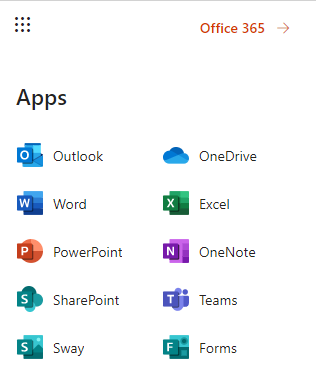 Office 365 →
Apps
Outlook OneDrive
Word Excel
PowerPoint OneNote
SharePoint Teams
Sway Forms